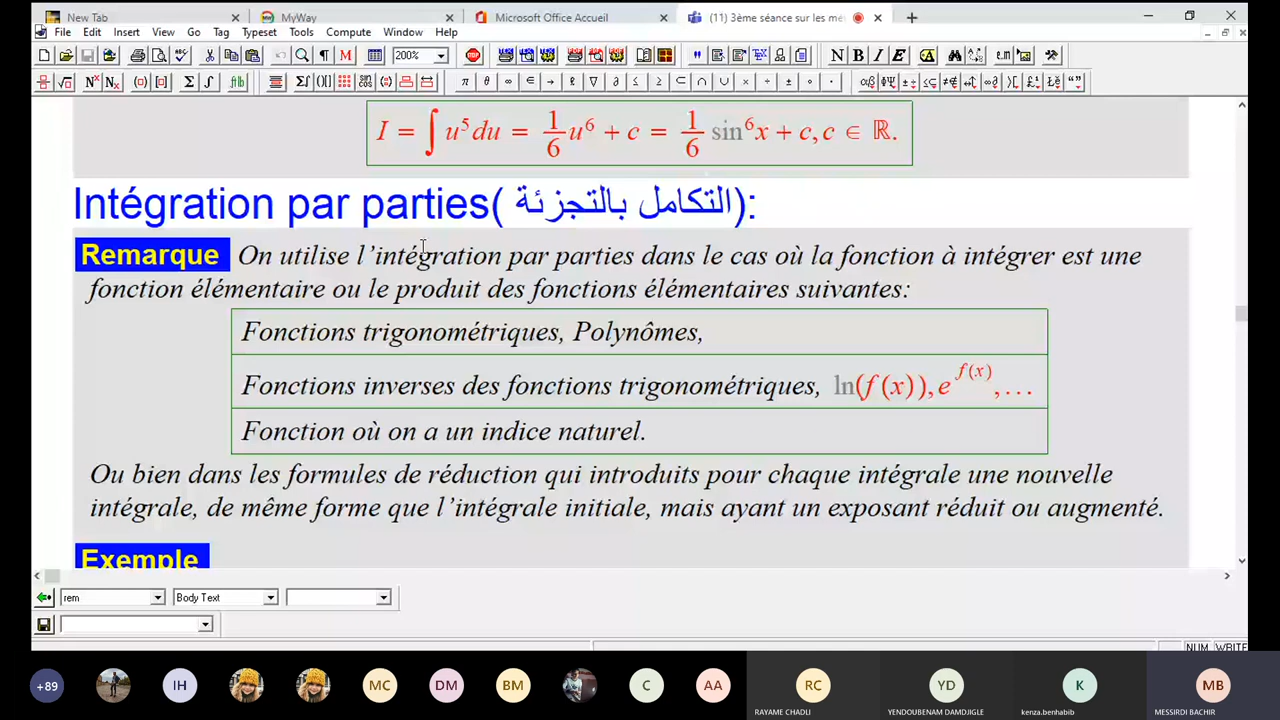 New Tab
MyWay
Microsoft Office Accueil
(11) 3ème séance sur les mé
File Edit Insert View Go Tag Typeset Tools Compute Window Help
200%
I = ∫ u⁵du = 1/6 u⁶ + c = 1/6 sin⁶x + c, c ∈ ℝ.
Intégration par parties( التكامل بالتجزئة):
Remarque On utilise l'intégration par parties dans le cas où la fonction à intégrer est une
fonction élémentaire ou le produit des fonctions élémentaires suivantes:
Fonctions trigonométriques, Polynômes,
Fonctions inverses des fonctions trigonométriques, ln(f(x)), e^f(x), …
Fonction où on a un indice naturel.
Ou bien dans les formules de réduction qui introduits pour chaque intégrale une nouvelle
intégrale, de même forme que l'intégrale initiale, mais ayant un exposant réduit ou augmenté.
Exemple
rem Body Text
NUM WRITE
+89 IH MC DM BM C AA RC YD K MB
RAYAME CHADLI YENDOUBENAM DAMDJIGLE kenza.benhabib MESSIRDI BACHIR